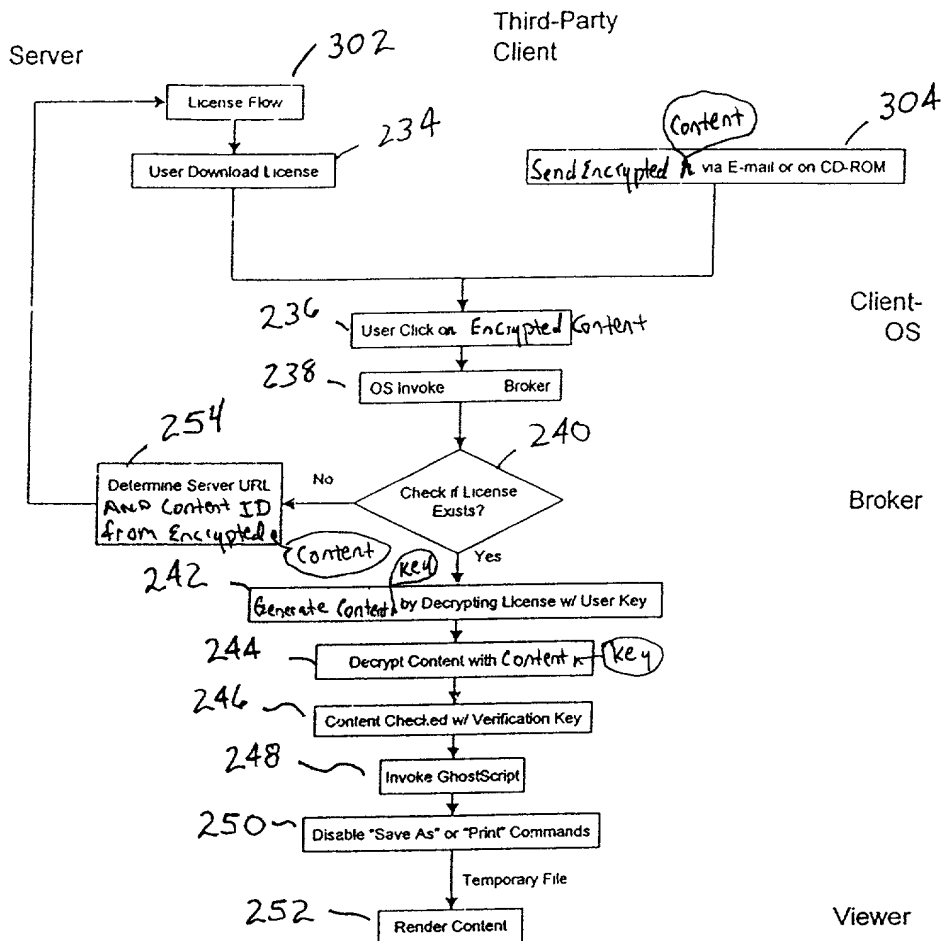 Server
Third-Party
Client
302
License Flow
234
User Download License
Content
304
Send Encrypted via E-mail or on CD-ROM
Client-
OS
236
User Click on Encrypted Content
238
OS Invoke Broker
240
254
Determine Server URL
AND Content ID
from Encrypted
Content
No
Check if License
Exists?
Broker
Yes
242
key
Generate Content by Decrypting License w/ User Key
244
Decrypt Content with Content
key
246
Content Checked w/ Verification Key
248
Invoke GhostScript
250
Disable "Save As" or "Print" Commands
Temporary File
252
Render Content
Viewer